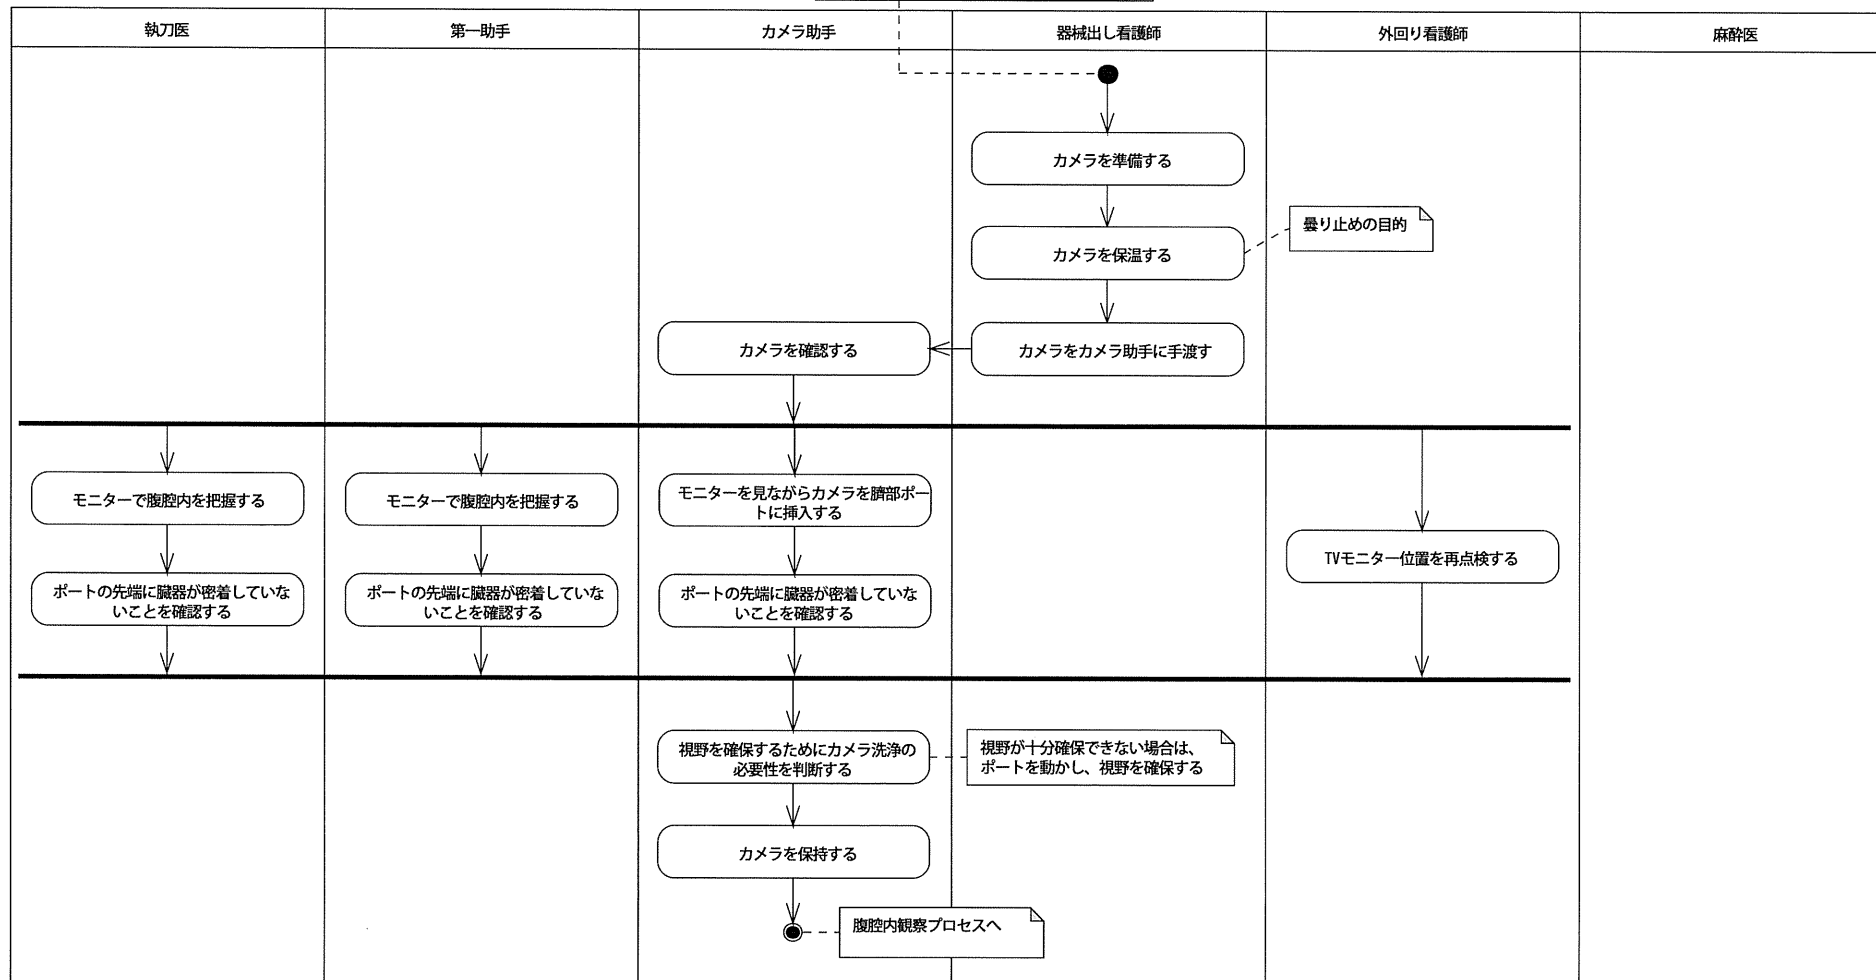 執刀医
第一助手
カメラ助手
器械出し看護師
外回り看護師
麻酔医
カメラを準備する
曇り止めの目的
カメラを保温する
カメラを確認する
カメラをカメラ助手に手渡す
モニターで腹腔内を把握する
モニターで腹腔内を把握する
モニターを見ながらカメラを臍部ポー
トに挿入する
TVモニター位置を再点検する
ポートの先端に臓器が密着していな
いことを確認する
ポートの先端に臓器が密着していな
いことを確認する
ポートの先端に臓器が密着していな
いことを確認する
視野を確保するためにカメラ洗浄の
必要性を判断する
視野が十分確保できない場合は、
ポートを動かし、視野を確保する
カメラを保持する
腹腔内観察プロセスへ